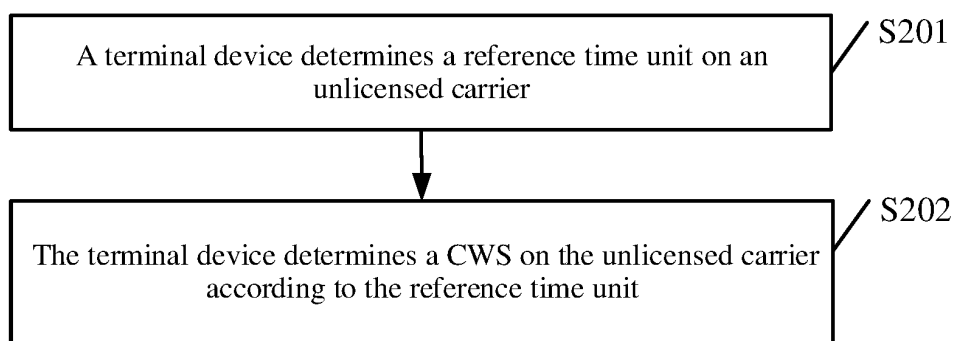 A terminal device determines a reference time unit on an
unlicensed carrier
S201
The terminal device determines a CWS on the unlicensed carrier
according to the reference time unit
S202